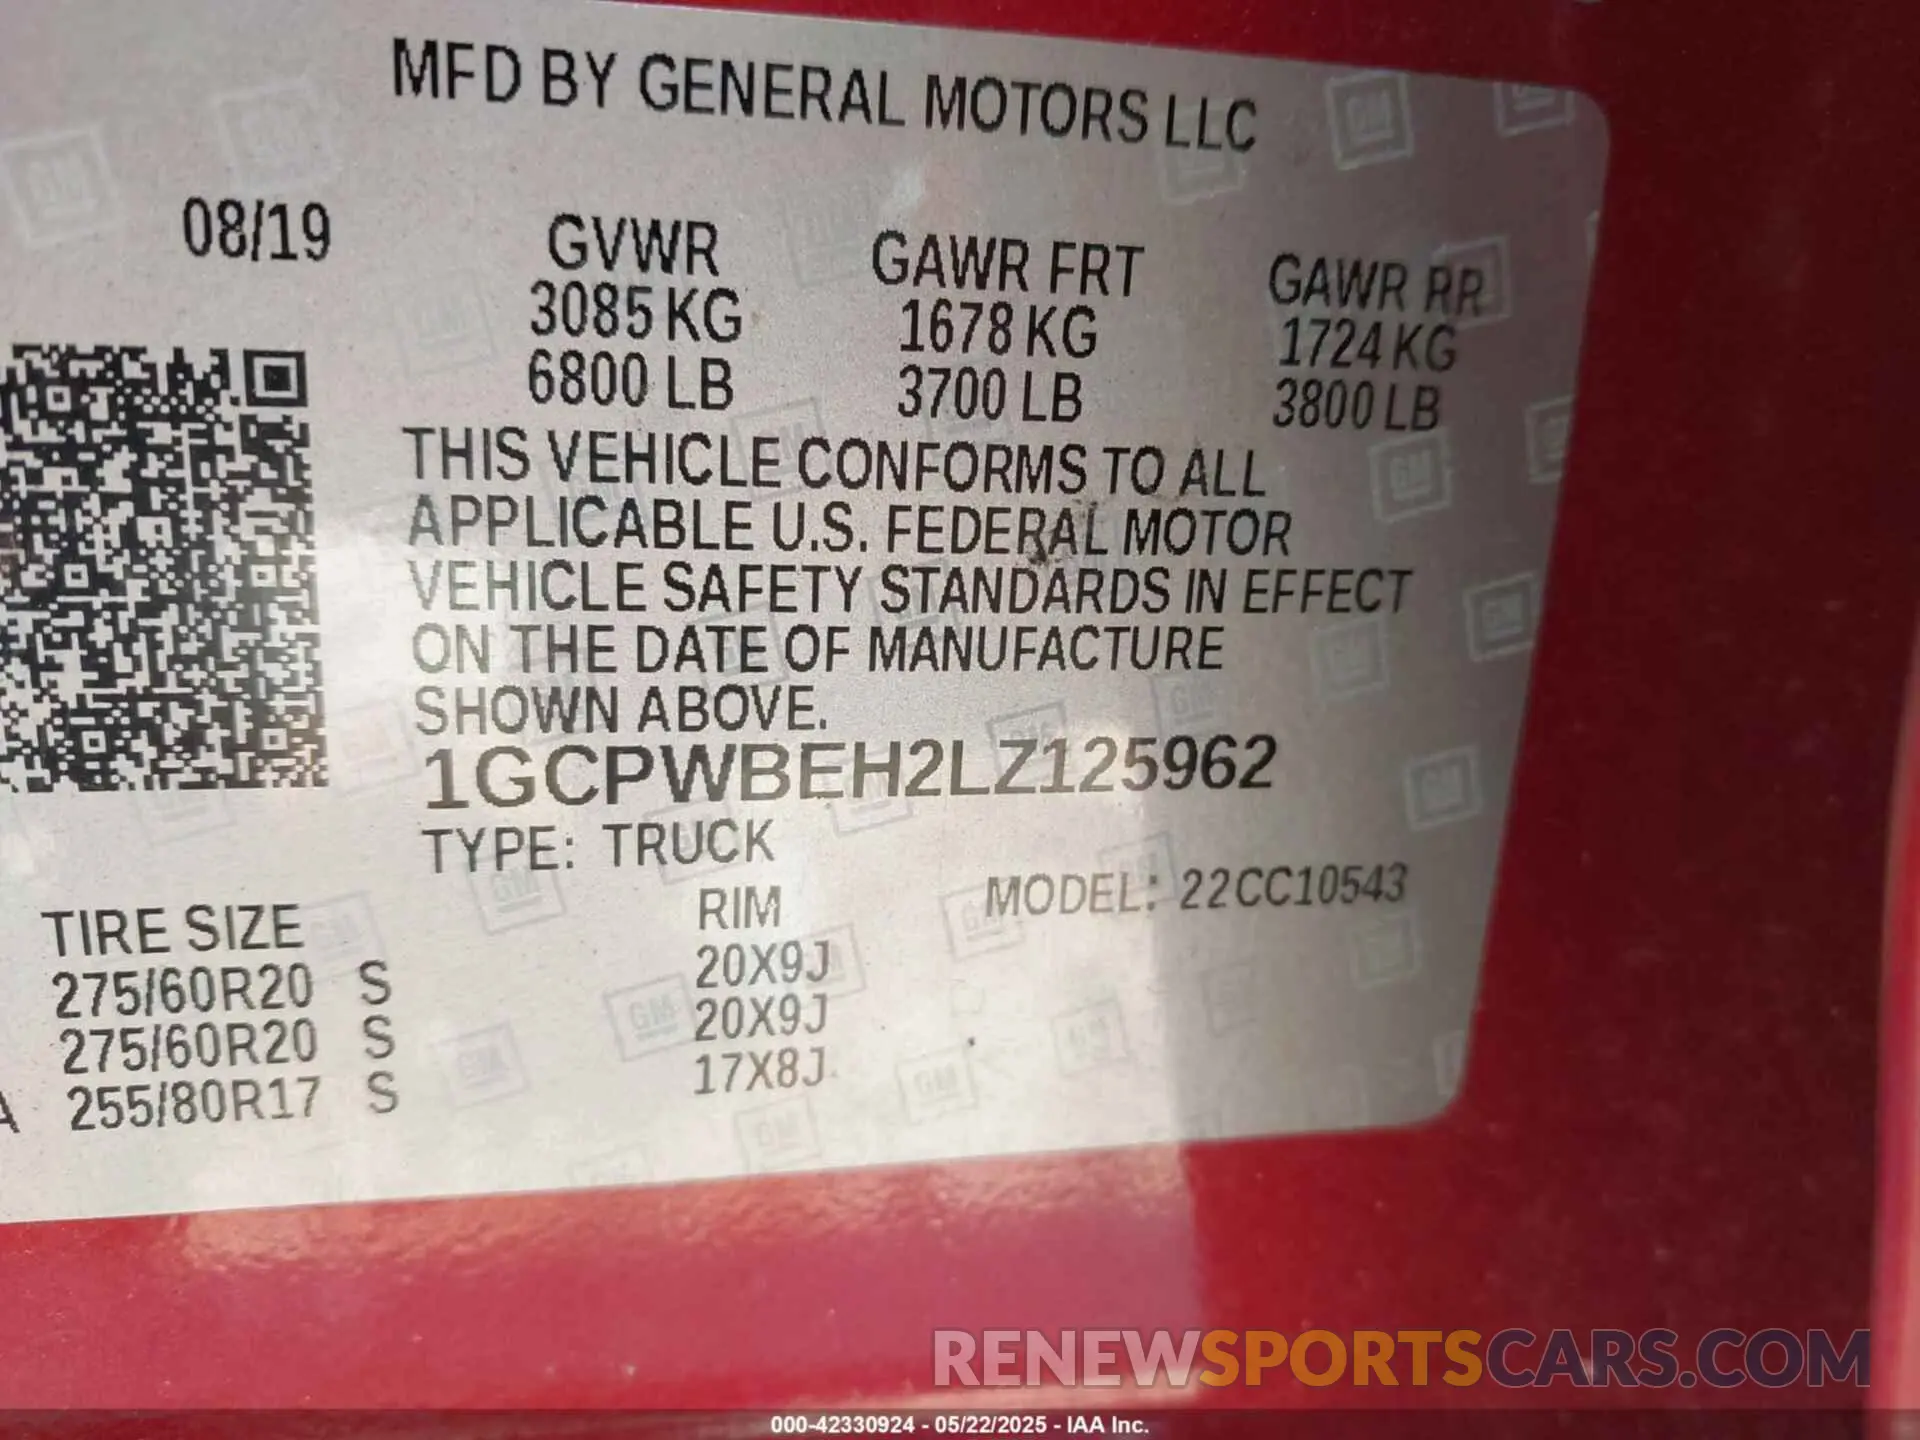 MFD BY GENERAL MOTORS LLC
08/19 GVWR GAWR FRT GAWR RR
3085 KG 1678 KG 1724 KG
6800 LB 3700 LB 3800 LB
THIS VEHICLE CONFORMS TO ALL
APPLICABLE U.S. FEDERAL MOTOR
VEHICLE SAFETY STANDARDS IN EFFECT
ON THE DATE OF MANUFACTURE
SHOWN ABOVE.
1GCPWBEH2LZ125962
TYPE: TRUCK
MODEL: 22CC10543
TIRE SIZE RIM
275/60R20 S 20X9J
275/60R20 S 20X9J
A 255/80R17 S 17X8J
RENEWSPORTSCARS.COM
000-42330924 - 05/22/2025 - IAA Inc.